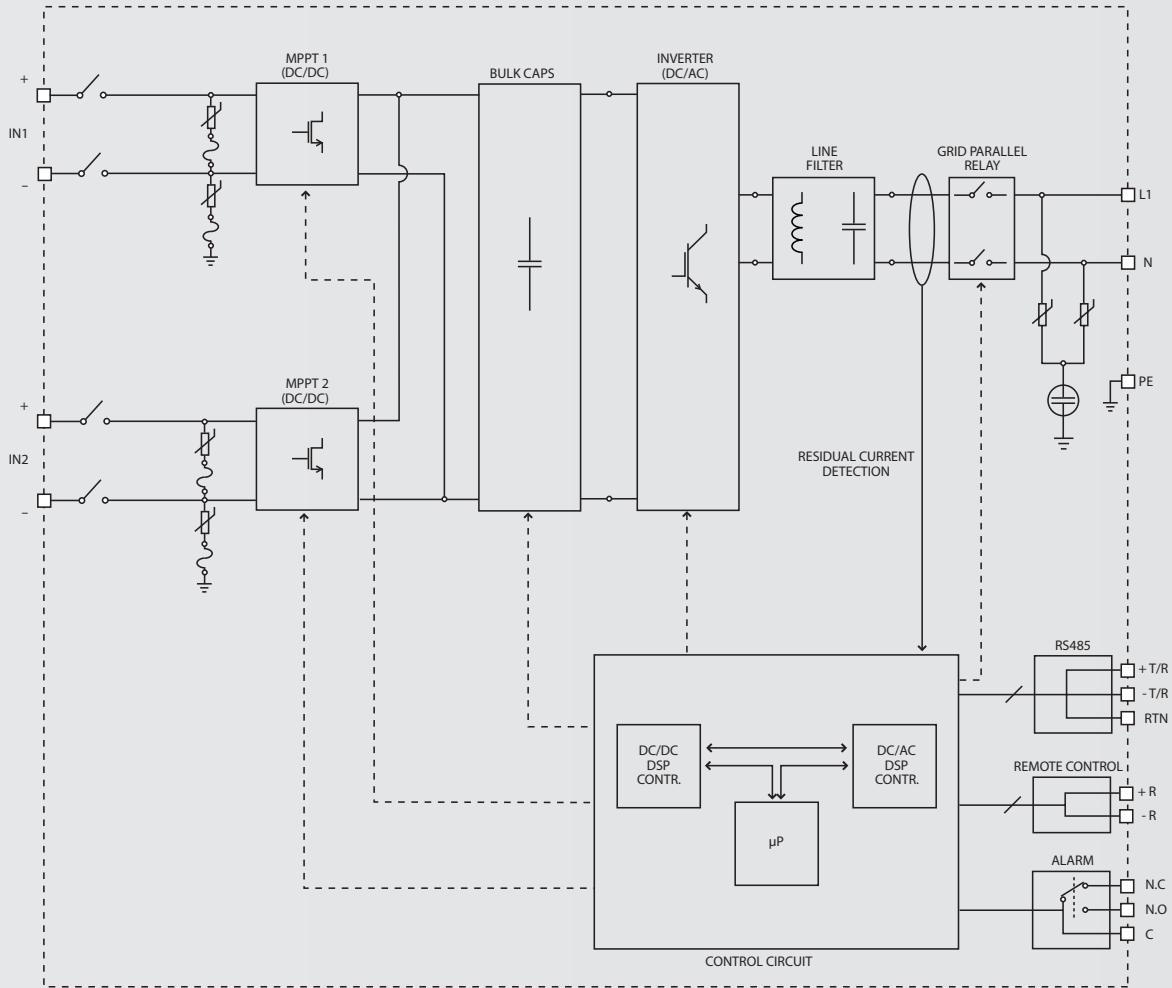 MPPT 1
(DC/DC)
BULK CAPS
INVERTER
(DC/AC)
+
IN1
–
LINE
FILTER
GRID PARALLEL
RELAY
L1
N
PE
MPPT 2
(DC/DC)
+
IN2
–
RESIDUAL CURRENT
DETECTION
RS485
+ T/R
- T/R
RTN
DC/DC
DSP
CONTR.
DC/AC
DSP
CONTR.
µP
REMOTE CONTROL
+ R
- R
ALARM
N.C
N.O
C
CONTROL CIRCUIT